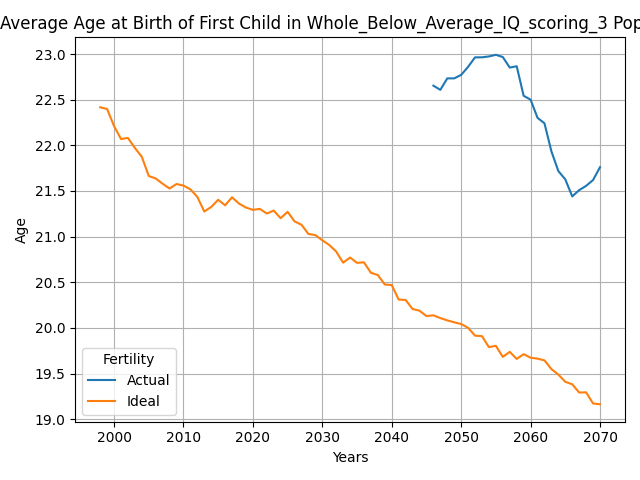 Average Age at Birth of First Child in Whole_Below_Average_IQ_scoring_3 Pop
23.0
22.5
22.0
21.5
21.0
20.5
20.0
19.5
19.0
Age
Fertility
Actual
Ideal
2000 2010 2020 2030 2040 2050 2060 2070
Years